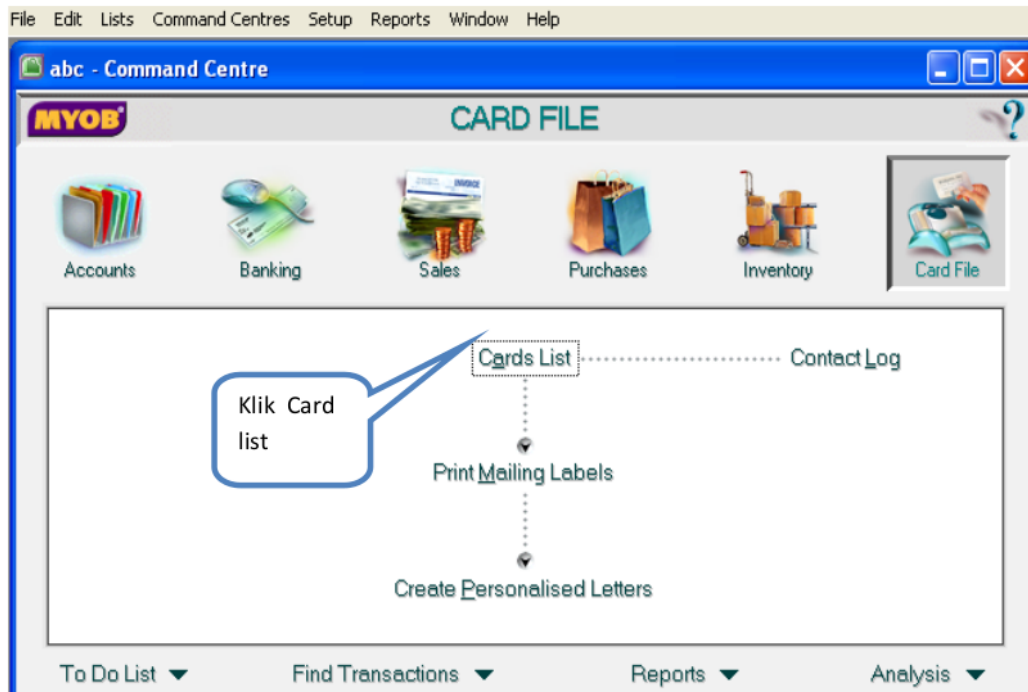 File Edit Lists Command Centres Setup Reports Window Help
abc - Command Centre
MYOB CARD FILE ?
INVOICE
MYOB
Accounts Banking Sales Purchases Inventory Card File
Cards List Contact Log
Klik Card
list
Print Mailing Labels
Create Personalised Letters
To Do List Find Transactions Reports Analysis